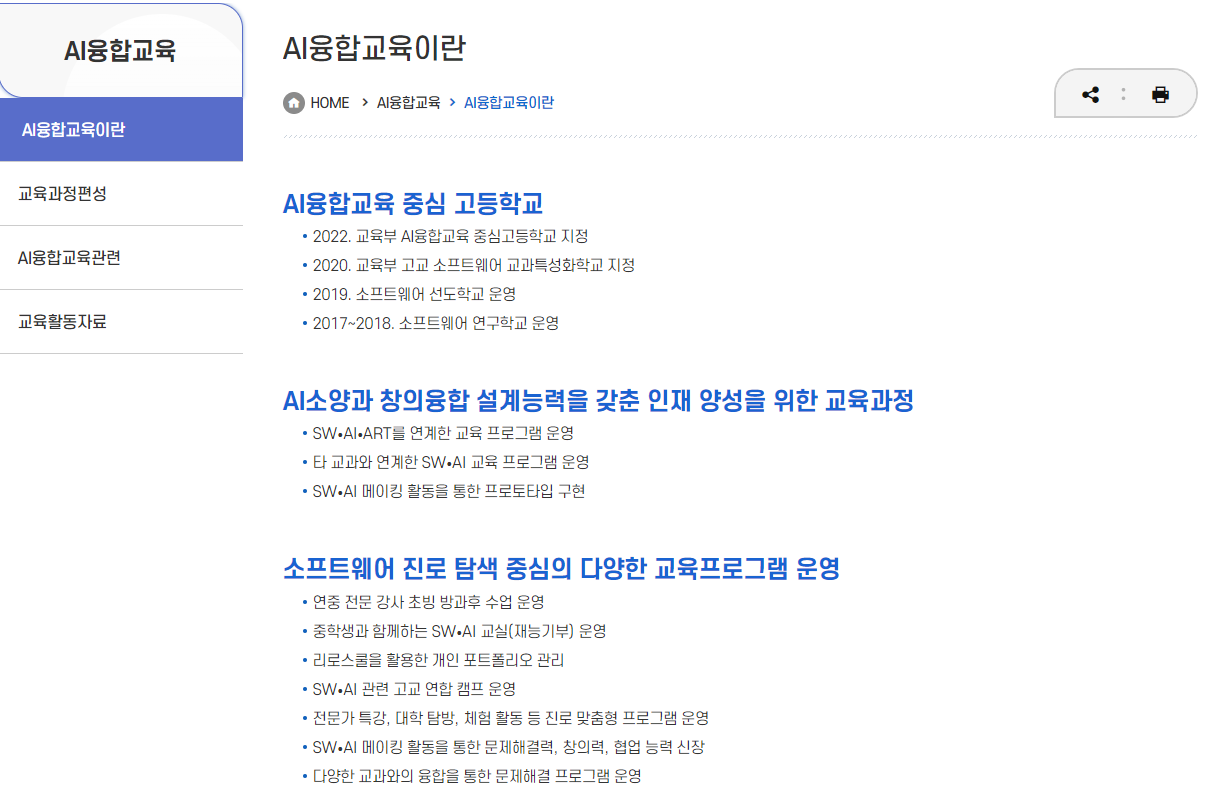 AI융합교육
AI융합교육이란
교육과정편성
AI융합교육관련
교육활동자료
AI융합교육이란
HOME > AI융합교육 > AI융합교육이란
AI융합교육 중심 고등학교
• 2022. 교육부 AI융합교육 중심고등학교 지정
• 2020. 교육부 고교 소프트웨어 교과특성화학교 지정
• 2019. 소프트웨어 선도학교 운영
• 2017~2018. 소프트웨어 연구학교 운영
AI소양과 창의융합 설계능력을 갖춘 인재 양성을 위한 교육과정
• SW•AI•ART를 연계한 교육 프로그램 운영
• 타 교과와 연계한 SW•AI 교육 프로그램 운영
• SW•AI 메이킹 활동을 통한 프로토타입 구현
소프트웨어 진로 탐색 중심의 다양한 교육프로그램 운영
• 연중 전문 강사 초빙 방과후 수업 운영
• 중학생과 함께하는 SW•AI 교실(재능기부) 운영
• 리로스쿨을 활용한 개인 포트폴리오 관리
• SW•AI 관련 고교 연합 캠프 운영
• 전문가 특강, 대학 탐방, 체험 활동 등 진로 맞춤형 프로그램 운영
• SW•AI 메이킹 활동을 통한 문제해결력, 창의력, 협업 능력 신장
• 다양한 교과와의 융합을 통한 문제해결 프로그램 운영